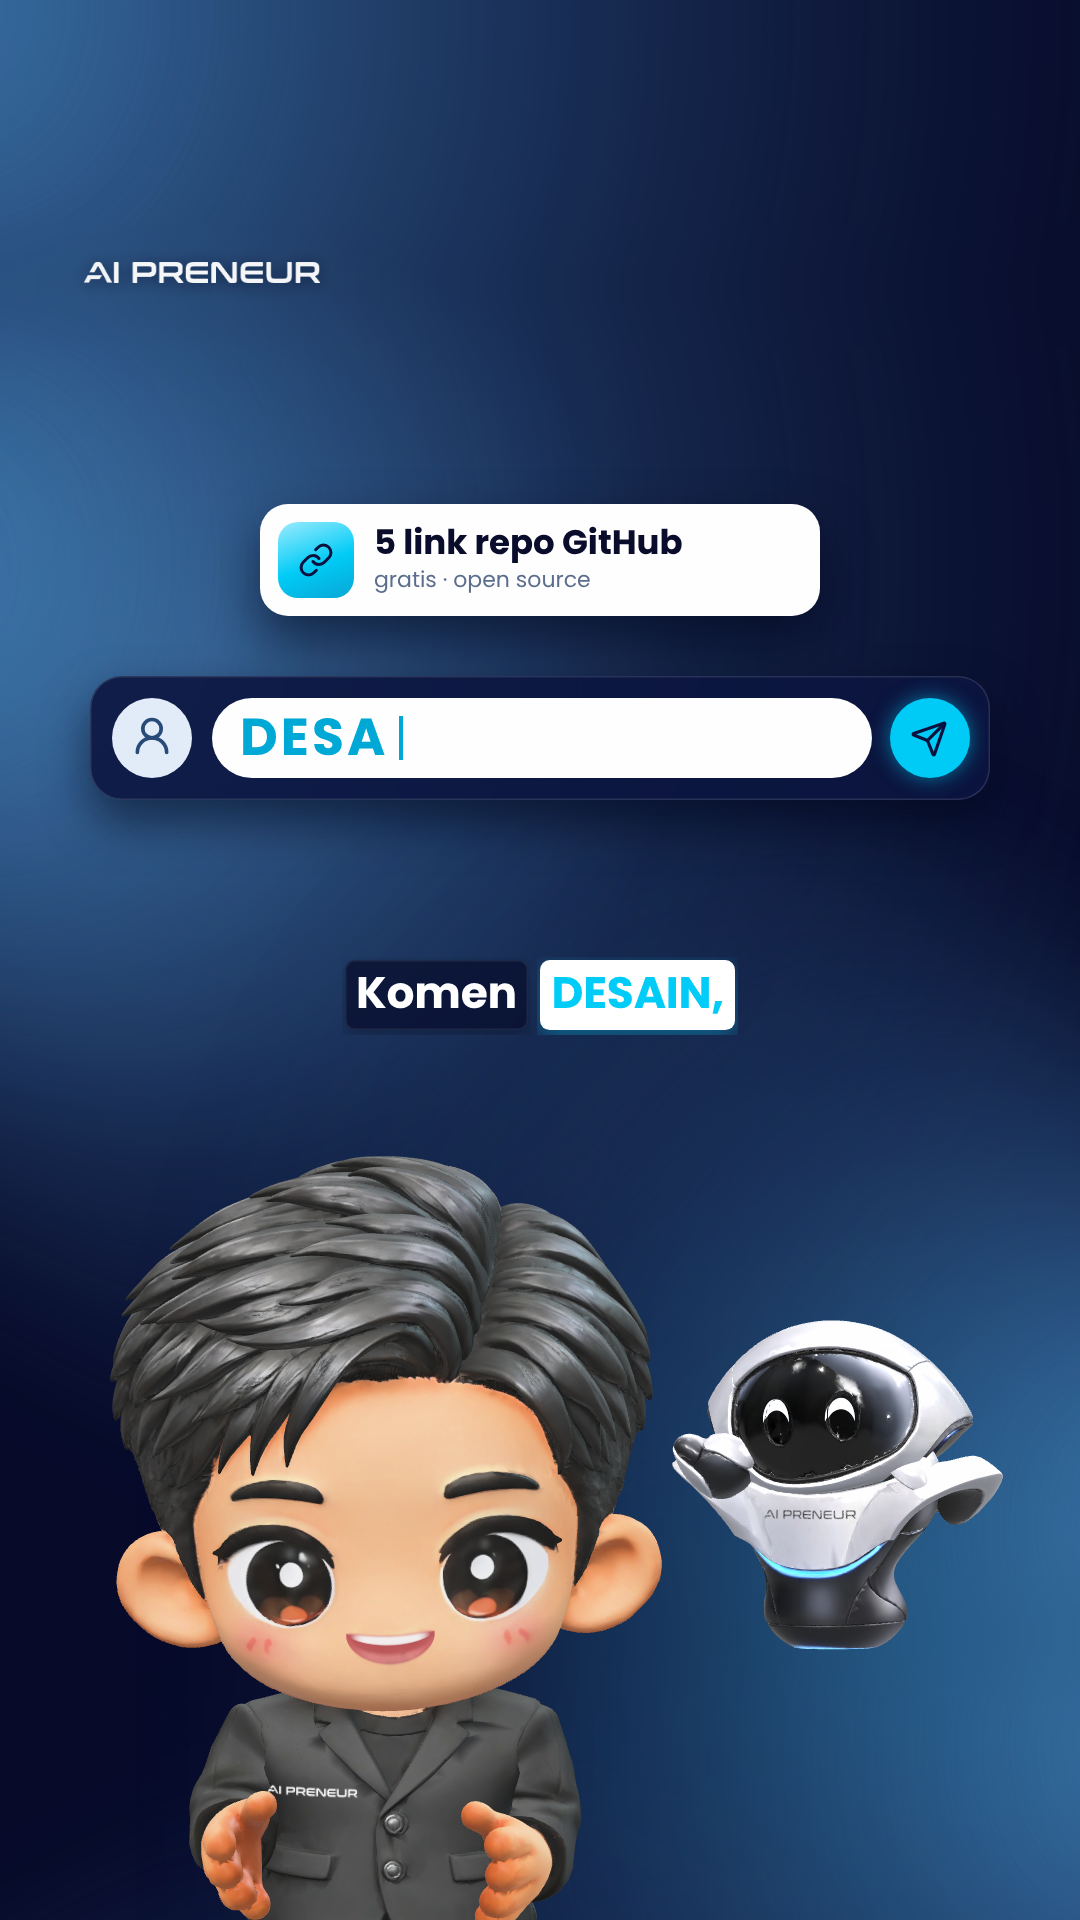 AI PRENEUR
5 link repo GitHub
gratis · open source
DESA
Komen DESAIN,
AI PRENEUR
AI PRENEUR